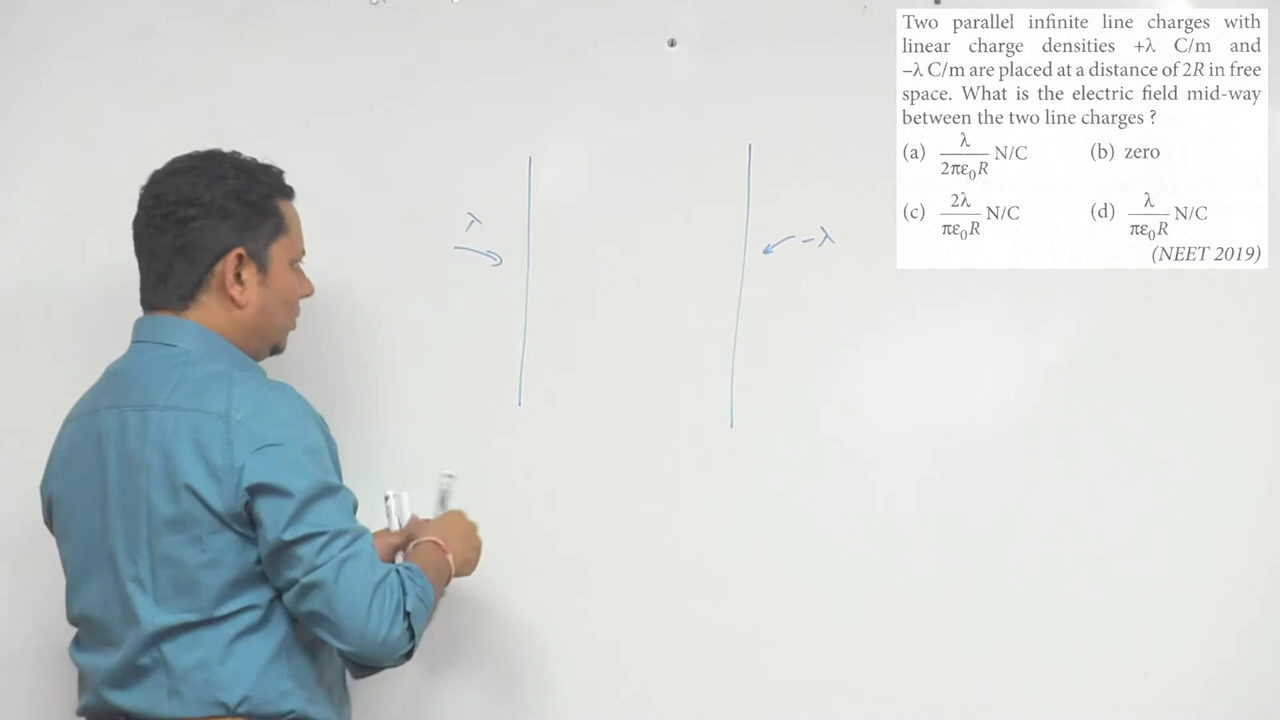 Two parallel infinite line charges with
linear charge densities +λ C/m and
–λ C/m are placed at a distance of 2R in free
space. What is the electric field mid-way
between the two line charges ?
(a) λ/2πε₀R N/C (b) zero
(c) 2λ/πε₀R N/C (d) λ/πε₀R N/C
(NEET 2019)
λ
-λ